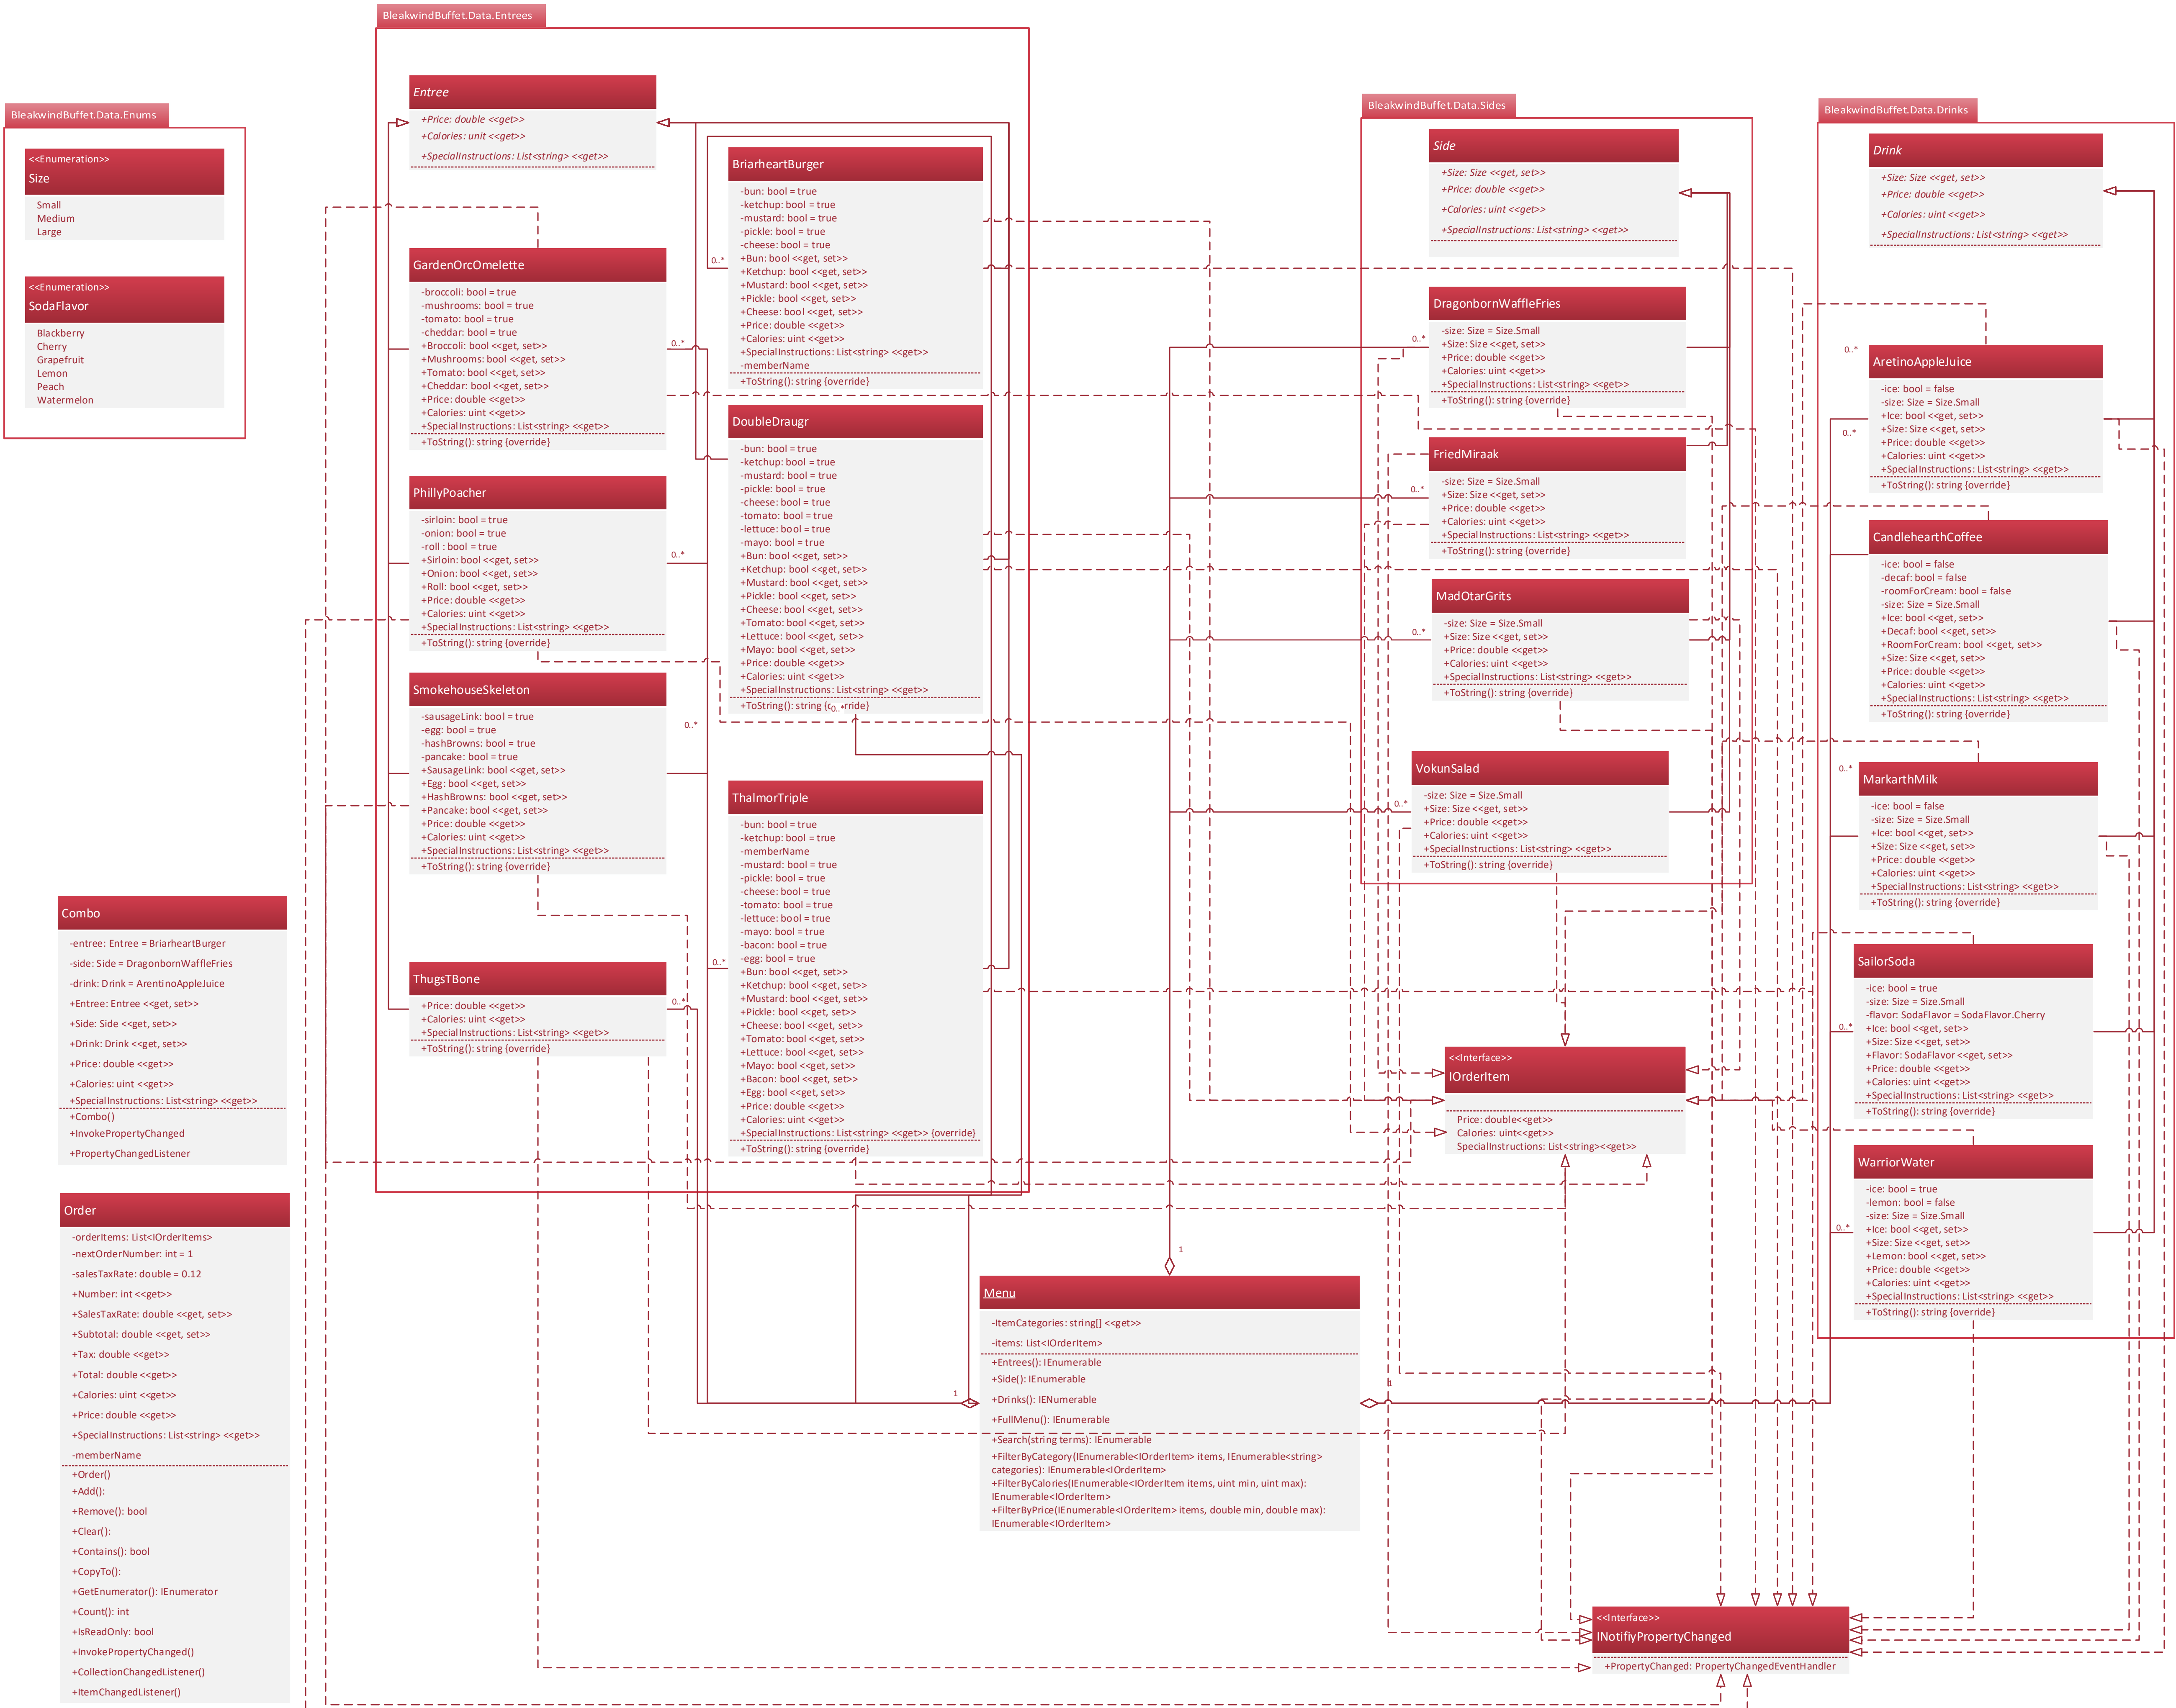 BleakwindBuffet.Data.Enums
<<Enumeration>>
Size
Small
Medium
Large
<<Enumeration>>
SodaFlavor
Blackberry
Cherry
Grapefruit
Lemon
Peach
Watermelon
Combo
-entree: Entree = BriarheartBurger
-side: Side = DragonbornWaffleFries
-drink: Drink = ArentinoAppleJuice
+Entree: Entree <<get, set>>
+Side: Side <<get, set>>
+Drink: Drink <<get, set>>
+Price: double <<get>>
+Calories: uint <<get>>
+SpecialInstructions: List<string> <<get>>
+Combo()
+InvokePropertyChanged
+PropertyChangedListener
Order
-orderItems: List<IOrderItems>
-nextOrderNumber: int = 1
-salesTaxRate: double = 0.12
+Number: int <<get>>
+SalesTaxRate: double <<get, set>>
+Subtotal: double <<get, set>>
+Tax: double <<get>>
+Total: double <<get>>
+Calories: uint <<get>>
+Price: double <<get>>
+SpecialInstructions: List<string> <<get>>
-memberName
+Order()
+Add():
+Remove(): bool
+Clear():
+Contains(): bool
+CopyTo():
+GetEnumerator(): IEnumerator
+Count(): int
+IsReadOnly: bool
+InvokePropertyChanged()
+CollectionChangedListener()
+ItemChangedListener()
BleakwindBuffet.Data.Entrees
Entree
+Price: double <<get>>
+Calories: unit <<get>>
+SpecialInstructions: List<string> <<get>>
GardenOrcOmelette
-broccoli: bool = true
-mushrooms: bool = true
-tomato: bool = true
-cheddar: bool = true
+Broccoli: bool <<get, set>>
+Mushrooms: bool <<get, set>>
+Tomato: bool <<get, set>>
+Cheddar: bool <<get, set>>
+Price: double <<get>>
+Calories: uint <<get>>
+SpecialInstructions: List<string> <<get>>
+ToString(): string {override}
0..*
PhillyPoacher
-sirloin: bool = true
-onion: bool = true
-roll : bool = true
+Sirloin: bool <<get, set>>
+Onion: bool <<get, set>>
+Roll: bool <<get, set>>
+Price: double <<get>>
+Calories: uint <<get>>
+SpecialInstructions: List<string> <<get>>
+ToString(): string {override}
0..*
SmokehouseSkeleton
-sausageLink: bool = true
-egg: bool = true
-hashBrowns: bool = true
-pancake: bool = true
+SausageLink: bool <<get, set>>
+Egg: bool <<get, set>>
+HashBrowns: bool <<get, set>>
+Pancake: bool <<get, set>>
+Price: double <<get>>
+Calories: uint <<get>>
+SpecialInstructions: List<string> <<get>>
+ToString(): string {override}
0..*
ThugsTBone
+Price: double <<get>>
+Calories: uint <<get>>
+SpecialInstructions: List<string> <<get>>
+ToString(): string {override}
0..*
BriarheartBurger
-bun: bool = true
-ketchup: bool = true
-mustard: bool = true
-pickle: bool = true
-cheese: bool = true
+Bun: bool <<get, set>>
+Ketchup: bool <<get, set>>
+Mustard: bool <<get, set>>
+Pickle: bool <<get, set>>
+Cheese: bool <<get, set>>
+Price: double <<get>>
+Calories: uint <<get>>
+SpecialInstructions: List<string> <<get>>
-memberName
+ToString(): string {override}
0..*
DoubleDraugr
-bun: bool = true
-ketchup: bool = true
-mustard: bool = true
-pickle: bool = true
-cheese: bool = true
-tomato: bool = true
-lettuce: bool = true
-mayo: bool = true
+Bun: bool <<get, set>>
+Ketchup: bool <<get, set>>
+Mustard: bool <<get, set>>
+Pickle: bool <<get, set>>
+Cheese: bool <<get, set>>
+Tomato: bool <<get, set>>
+Lettuce: bool <<get, set>>
+Mayo: bool <<get, set>>
+Price: double <<get>>
+Calories: uint <<get>>
+SpecialInstructions: List<string> <<get>>
+ToString(): string
0..*
ThalmorTriple
-bun: bool = true
-ketchup: bool = true
-memberName
-mustard: bool = true
-pickle: bool = true
-cheese: bool = true
-tomato: bool = true
-lettuce: bool = true
-mayo: bool = true
-bacon: bool = true
-egg: bool = true
+Bun: bool <<get, set>>
+Ketchup: bool <<get, set>>
+Mustard: bool <<get, set>>
+Pickle: bool <<get, set>>
+Cheese: bool <<get, set>>
+Tomato: bool <<get, set>>
+Lettuce: bool <<get, set>>
+Mayo: bool <<get, set>>
+Bacon: bool <<get, set>>
+Egg: bool <<get, set>>
+Price: double <<get>>
+Calories: uint <<get>>
+SpecialInstructions: List<string> <<get>> {override}
+ToString(): string {override}
0..*
BleakwindBuffet.Data.Sides
Side
+Size: Size <<get, set>>
+Price: double <<get>>
+Calories: uint <<get>>
+SpecialInstructions: List<string> <<get>>
DragonbornWaffleFries
-size: Size = Size.Small
+Size: Size <<get, set>>
+Price: double <<get>>
+Calories: uint <<get>>
+SpecialInstructions: List<string> <<get>>
+ToString(): string {override}
0..*
FriedMiraak
-size: Size = Size.Small
+Size: Size <<get, set>>
+Price: double <<get>>
+Calories: uint <<get>>
+SpecialInstructions: List<string> <<get>>
+ToString(): string {override}
0..*
MadOtarGrits
-size: Size = Size.Small
+Size: Size <<get, set>>
+Price: double <<get>>
+Calories: uint <<get>>
+SpecialInstructions: List<string> <<get>>
+ToString(): string {override}
0..*
VokunSalad
-size: Size = Size.Small
+Size: Size <<get, set>>
+Price: double <<get>>
+Calories: uint <<get>>
+SpecialInstructions: List<string> <<get>>
+ToString(): string {override}
0..*
<<Interface>>
IOrderItem
Price: double<<get>>
Calories: uint<<get>>
SpecialInstructions: List<string><<get>>
1
Menu
-ItemCategories: string[] <<get>>
-items: List<IOrderItem>
+Entrees(): IEnumerable
+Side(): IEnumerable
+Drinks(): IENumerable
+FullMenu(): IEnumerable
+Search(string terms): IEnumerable
+FilterByCategory(IEnumerable<IOrderItem> items, IEnumerable<string>
categories): IEnumerable<IOrderItem>
+FilterByCalories(IEnumerable<IOrderItem items, uint min, uint max):
IEnumerable<IOrderItem>
+FilterByPrice(IEnumerable<IOrderItem> items, double min, double max):
IEnumerable<IOrderItem>
1
1
BleakwindBuffet.Data.Drinks
Drink
+Size: Size <<get, set>>
+Price: double <<get>>
+Calories: uint <<get>>
+SpecialInstructions: List<string> <<get>>
0..*
AretinoAppleJuice
-ice: bool = false
-size: Size = Size.Small
+Ice: bool <<get, set>>
+Size: Size <<get, set>>
+Price: double <<get>>
+Calories: uint <<get>>
+SpecialInstructions: List<string> <<get>>
+ToString(): string {override}
0..*
CandlehearthCoffee
-ice: bool = false
-decaf: bool = false
-roomForCream: bool = false
-size: Size = Size.Small
+Ice: bool <<get, set>>
+Decaf: bool <<get, set>>
+RoomForCream: bool <<get, set>>
+Size: Size <<get, set>>
+Price: double <<get>>
+Calories: uint <<get>>
+SpecialInstructions: List<string> <<get>>
+ToString(): string {override}
0..*
MarkarthMilk
-ice: bool = false
-size: Size = Size.Small
+Ice: bool <<get, set>>
+Size: Size <<get, set>>
+Price: double <<get>>
+Calories: uint <<get>>
+SpecialInstructions: List<string> <<get>>
+ToString(): string {override}
SailorSoda
-ice: bool = true
-size: Size = Size.Small
-flavor: SodaFlavor = SodaFlavor.Cherry
+Ice: bool <<get, set>>
+Size: Size <<get, set>>
+Flavor: SodaFlavor <<get, set>>
+Price: double <<get>>
+Calories: uint <<get>>
+SpecialInstructions: List<string> <<get>>
+ToString(): string {override}
0..*
WarriorWater
-ice: bool = true
-lemon: bool = false
-size: Size = Size.Small
+Ice: bool <<get, set>>
+Size: Size <<get, set>>
+Lemon: bool <<get, set>>
+Price: double <<get>>
+Calories: uint <<get>>
+SpecialInstructions: List<string> <<get>>
+ToString(): string {override}
0..*
<<Interface>>
INotifiyPropertyChanged
+PropertyChanged: PropertyChangedEventHandler